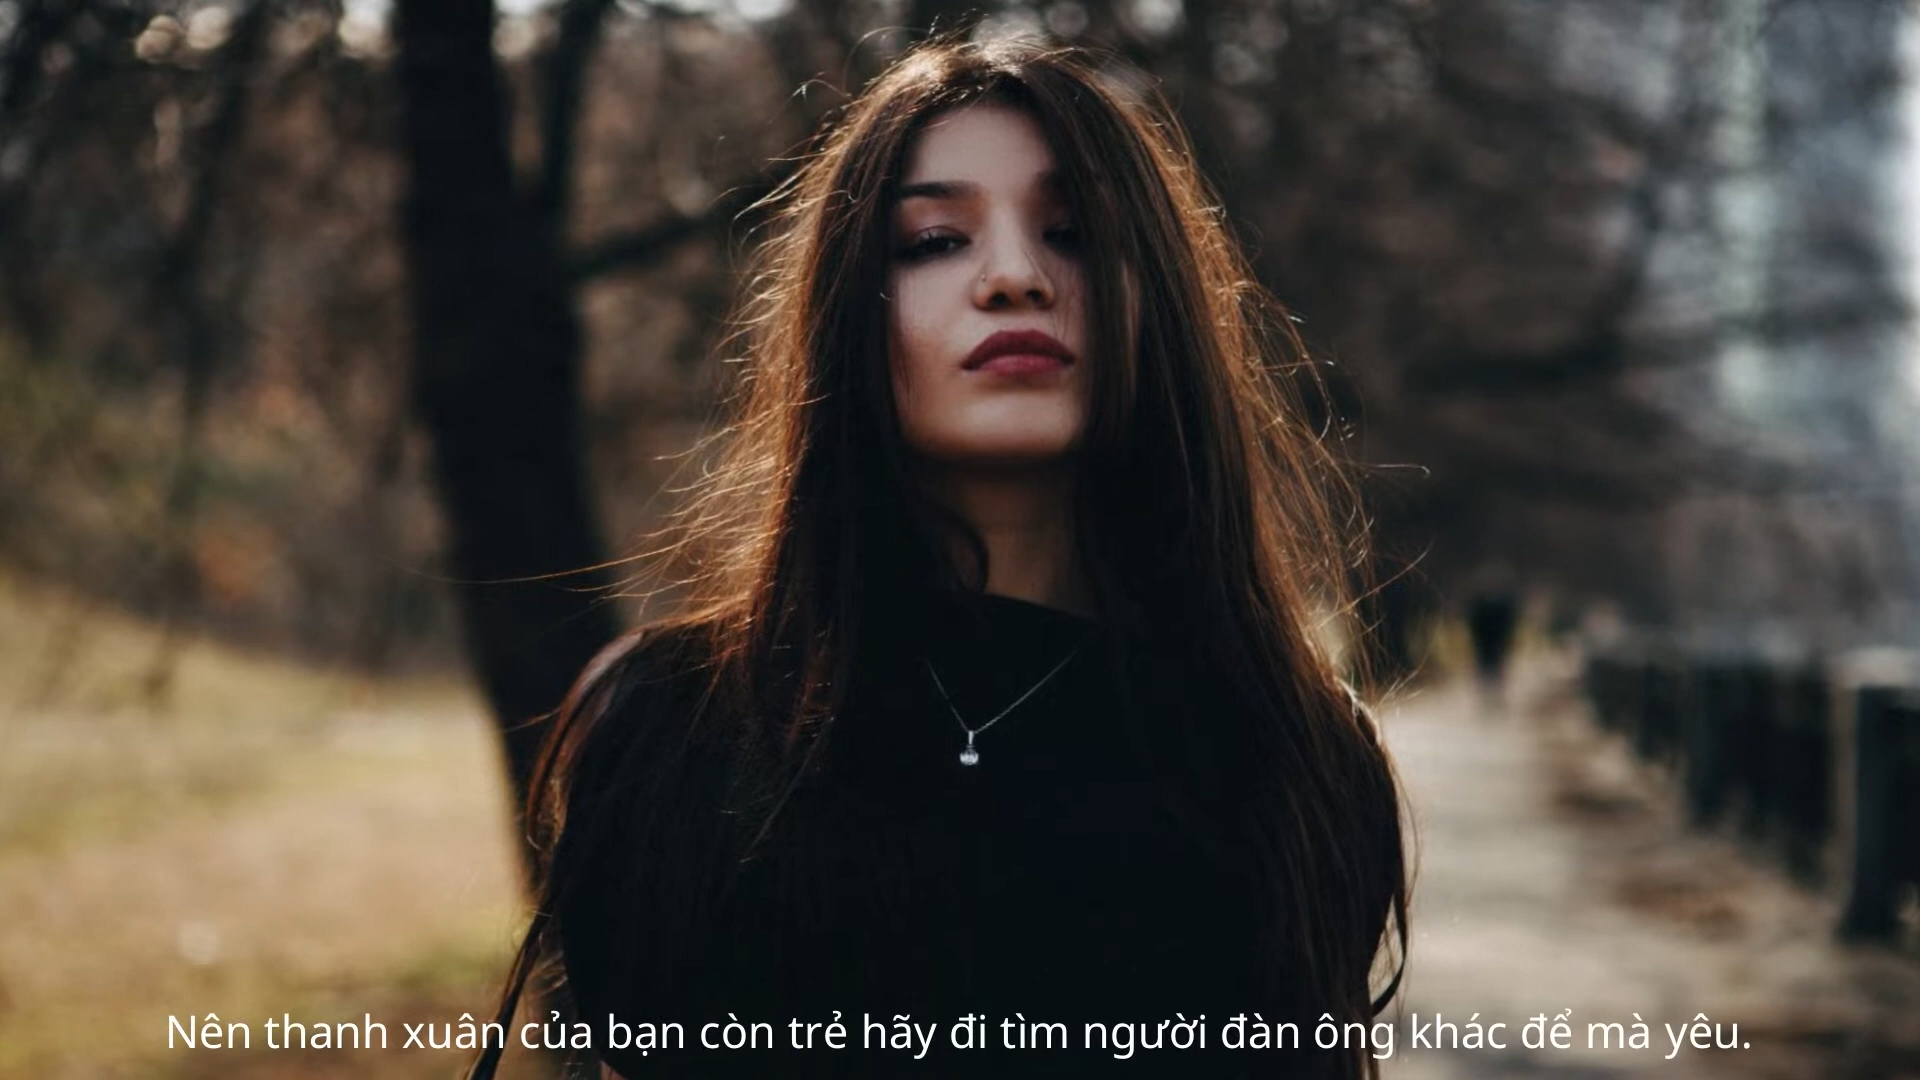 Nên thanh xuân của bạn còn trẻ hãy đi tìm người đàn ông khác để mà yêu.